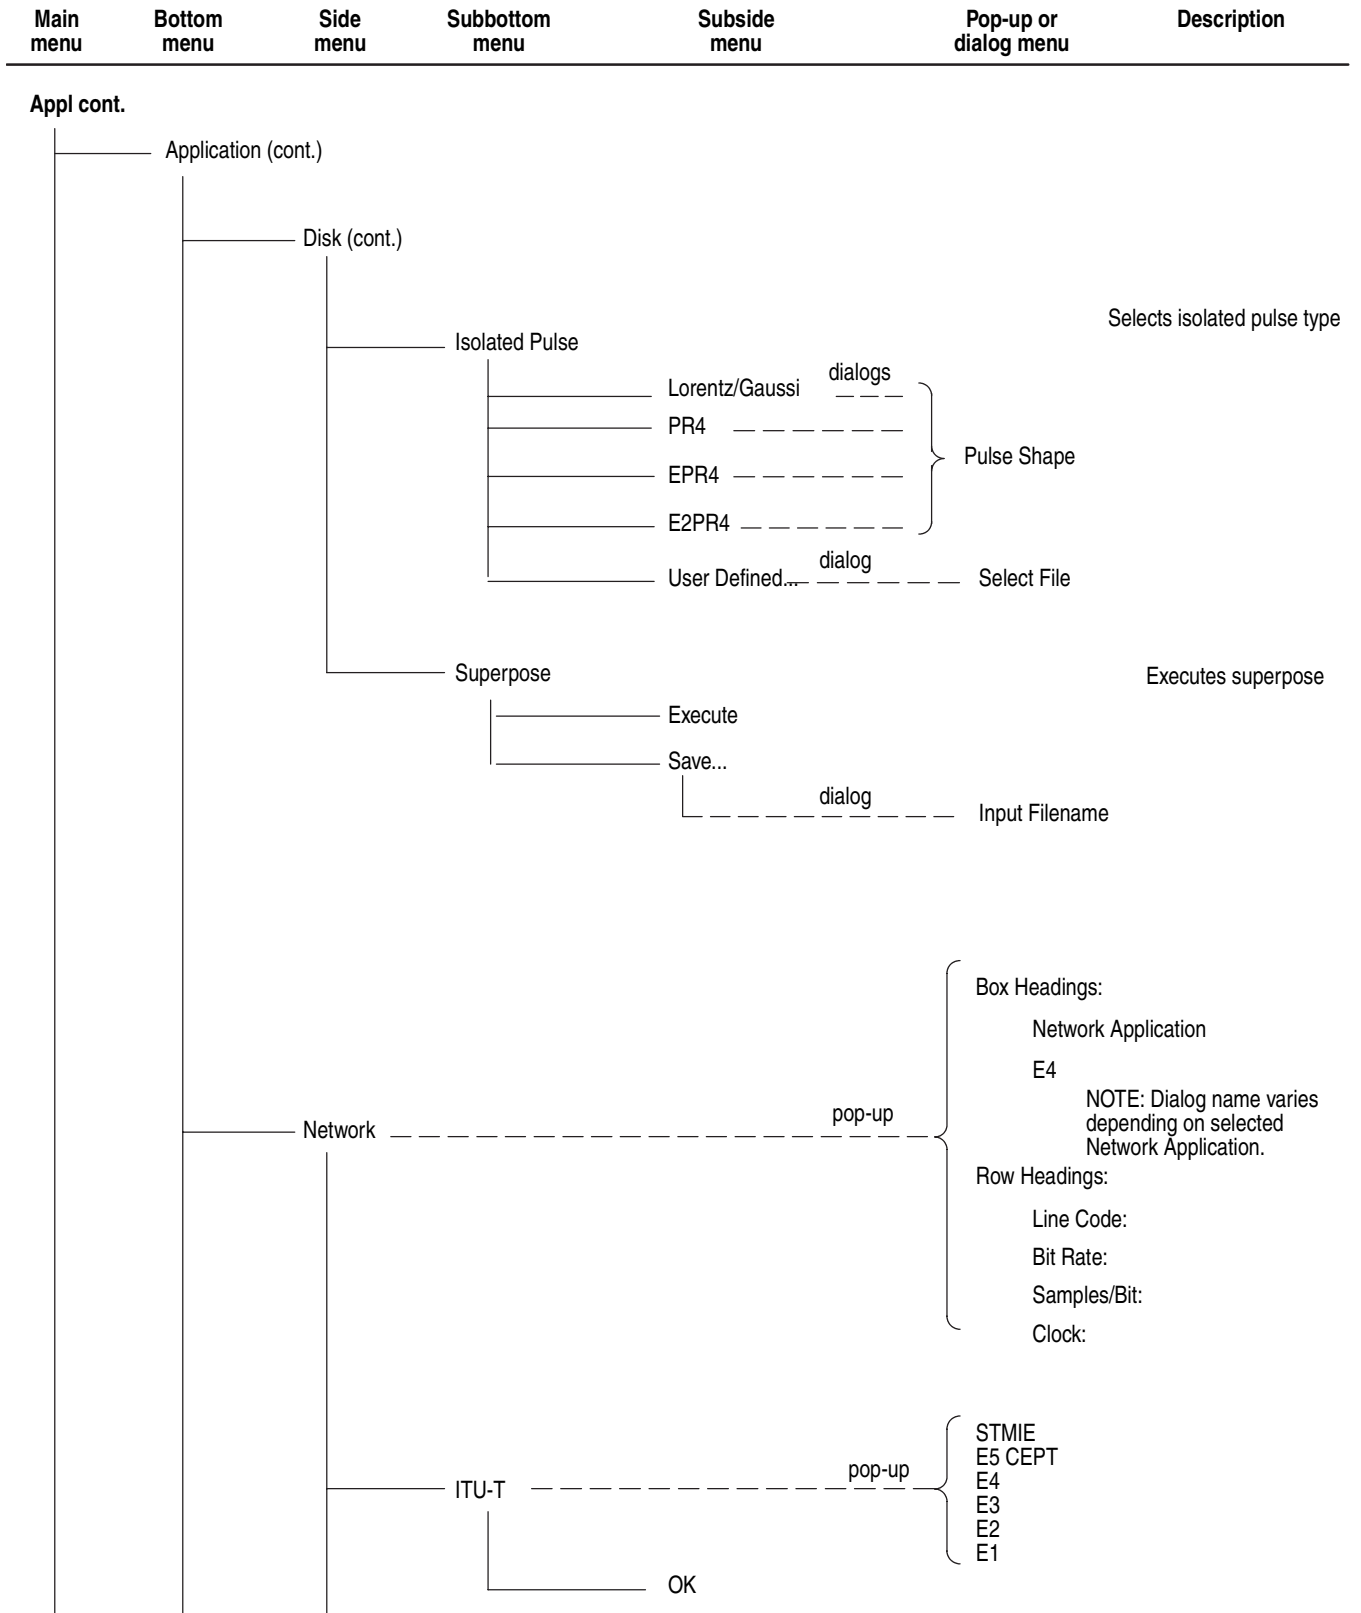 Main menu
Bottom menu
Side menu
Subbottom menu
Subside menu
Pop-up or dialog menu
Description
Appl cont.
Application (cont.)
Disk (cont.)
Selects isolated pulse type
Isolated Pulse
dialogs
Lorentz/Gaussi
PR4
Pulse Shape
EPR4
E2PR4
dialog
User Defined...
Select File
Superpose
Executes superpose
Execute
Save...
dialog
Input Filename
Box Headings:
Network Application
E4
NOTE: Dialog name varies
depending on selected
Network Application.
pop-up
Network
Row Headings:
Line Code:
Bit Rate:
Samples/Bit:
Clock:
STMIE
E5 CEPT
E4
E3
E2
E1
pop-up
ITU-T
OK